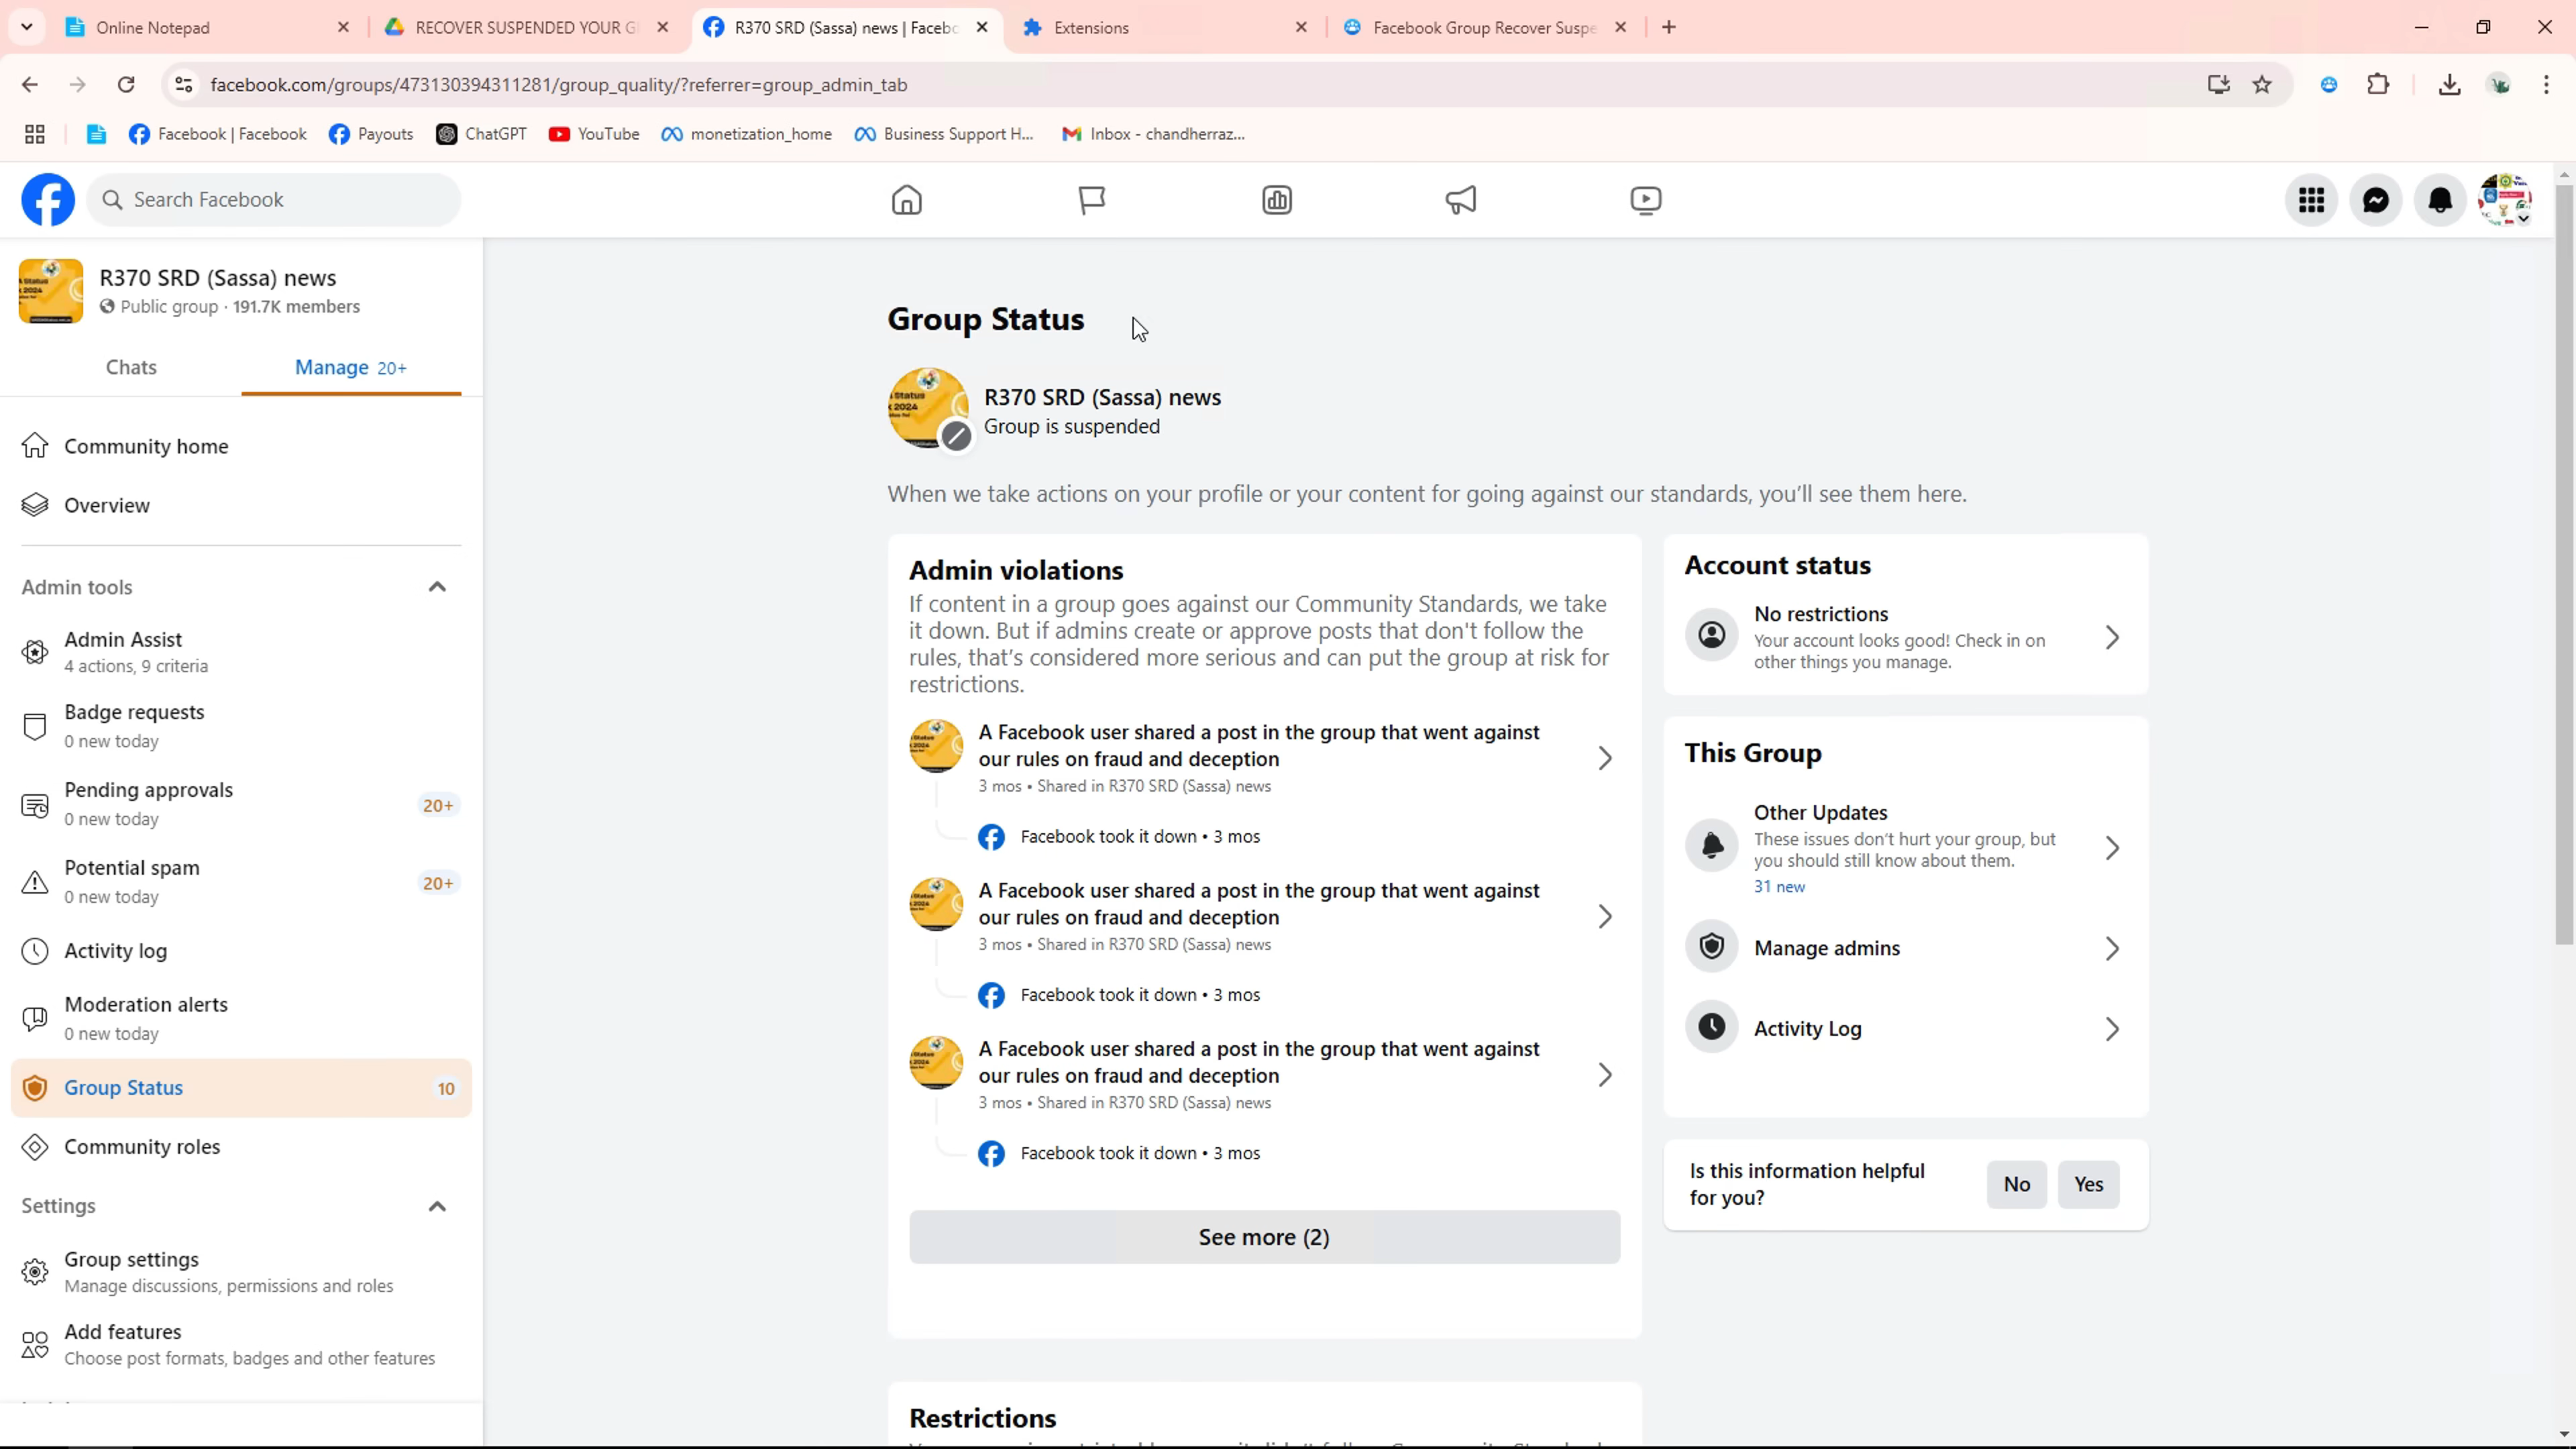 Online Notepad
RECOVER SUSPENDED YOUR G
R370 SRD (Sassa) news | Facebo
Extensions
Facebook Group Recover Suspe
facebook.com/groups/473130394311281/group_quality/?referrer=group_admin_tab
Facebook | Facebook
Payouts
ChatGPT
YouTube
monetization_home
Business Support H...
Inbox - chandherraz...
Search Facebook
R370 SRD (Sassa) news
Public group · 191.7K members
Chats
Manage 20+
Community home
Overview
Admin tools
Admin Assist
4 actions, 9 criteria
Badge requests
0 new today
Pending approvals
0 new today
20+
Potential spam
0 new today
20+
Activity log
Moderation alerts
0 new today
Group Status
10
Community roles
Settings
Group settings
Manage discussions, permissions and roles
Add features
Choose post formats, badges and other features
Group Status
R370 SRD (Sassa) news
Group is suspended
When we take actions on your profile or your content for going against our standards, you'll see them here.
Admin violations
If content in a group goes against our Community Standards, we take
it down. But if admins create or approve posts that don't follow the
rules, that's considered more serious and can put the group at risk for
restrictions.
A Facebook user shared a post in the group that went against
our rules on fraud and deception
3 mos • Shared in R370 SRD (Sassa) news
Facebook took it down • 3 mos
A Facebook user shared a post in the group that went against
our rules on fraud and deception
3 mos • Shared in R370 SRD (Sassa) news
Facebook took it down • 3 mos
A Facebook user shared a post in the group that went against
our rules on fraud and deception
3 mos • Shared in R370 SRD (Sassa) news
Facebook took it down • 3 mos
See more (2)
Restrictions
Account status
No restrictions
Your account looks good! Check in on
other things you manage.
This Group
Other Updates
These issues don't hurt your group, but
you should still know about them.
31 new
Manage admins
Activity Log
Is this information helpful
for you?
No
Yes